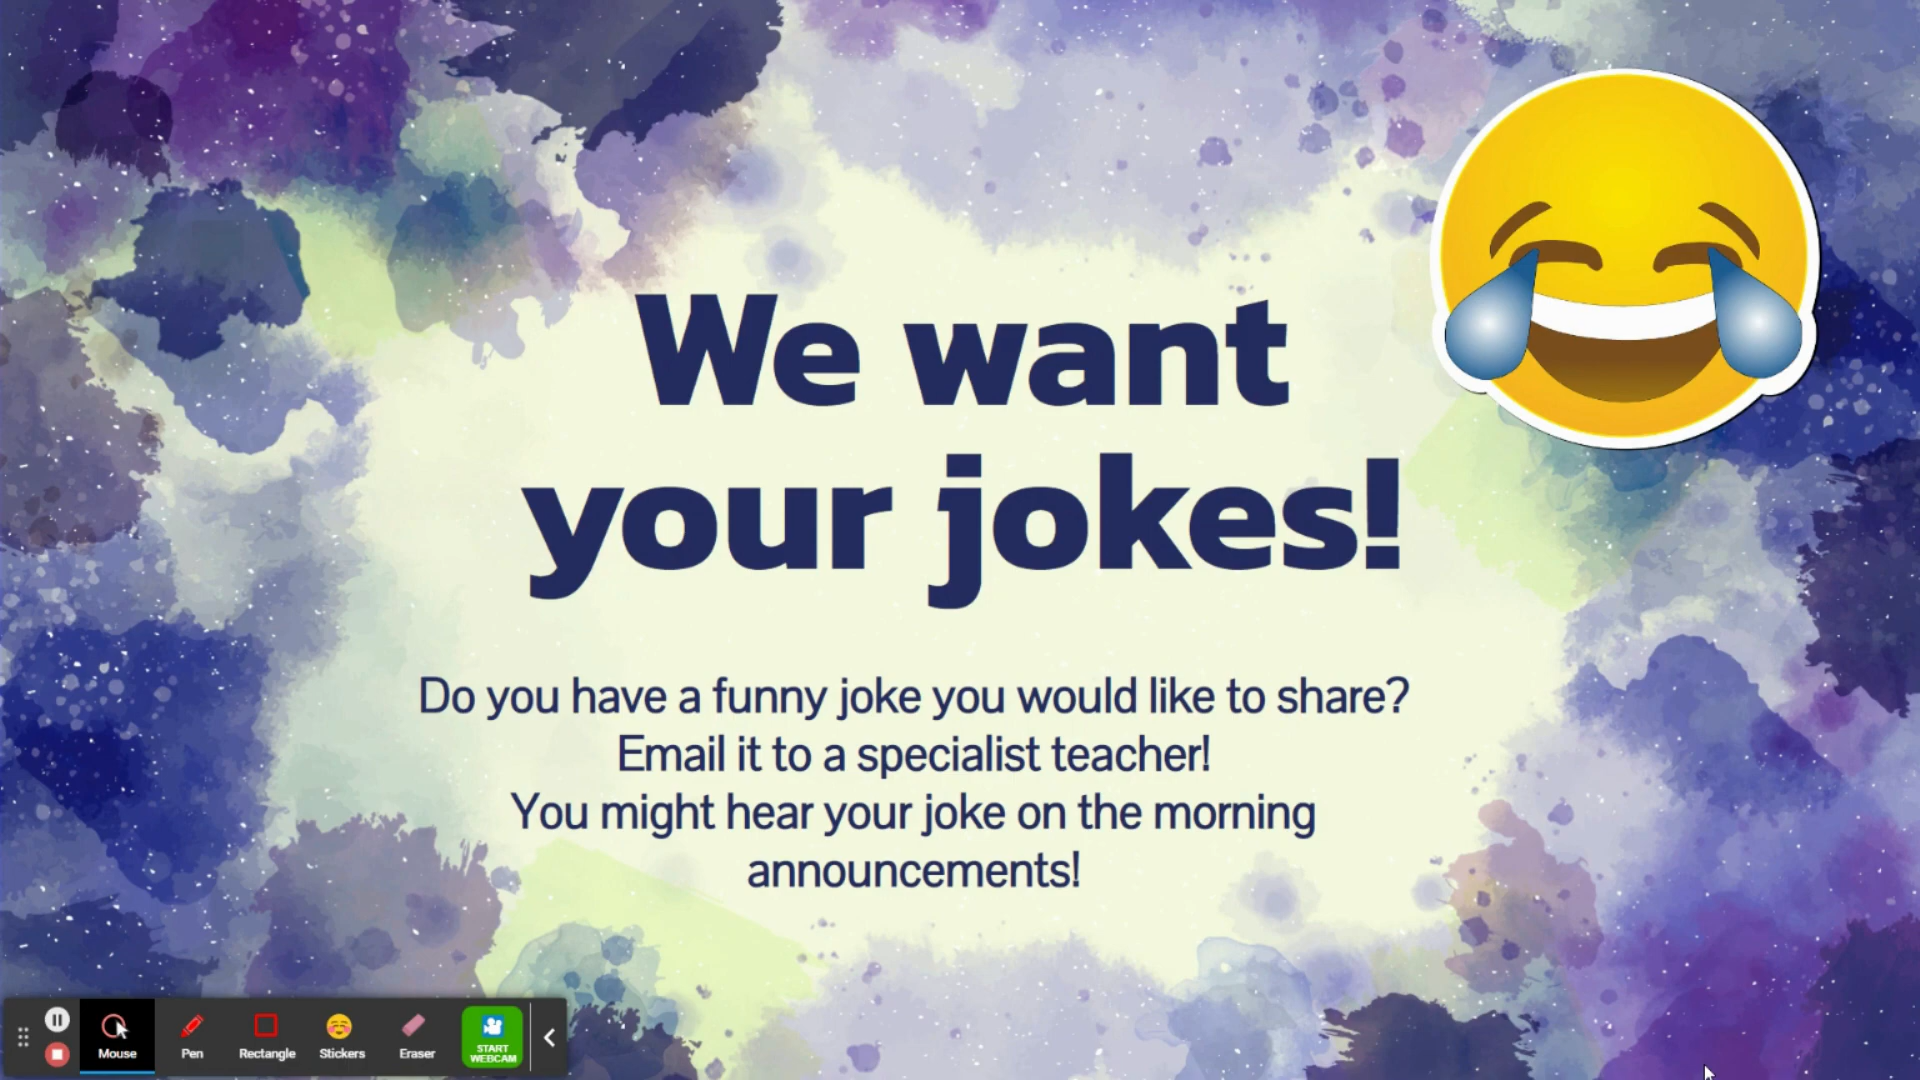 We want
your jokes!
Do you have a funny joke you would like to share?
Email it to a specialist teacher!
You might hear your joke on the morning
announcements!
Mouse
Pen
Rectangle
Stickers
Eraser
START
WEBCAM